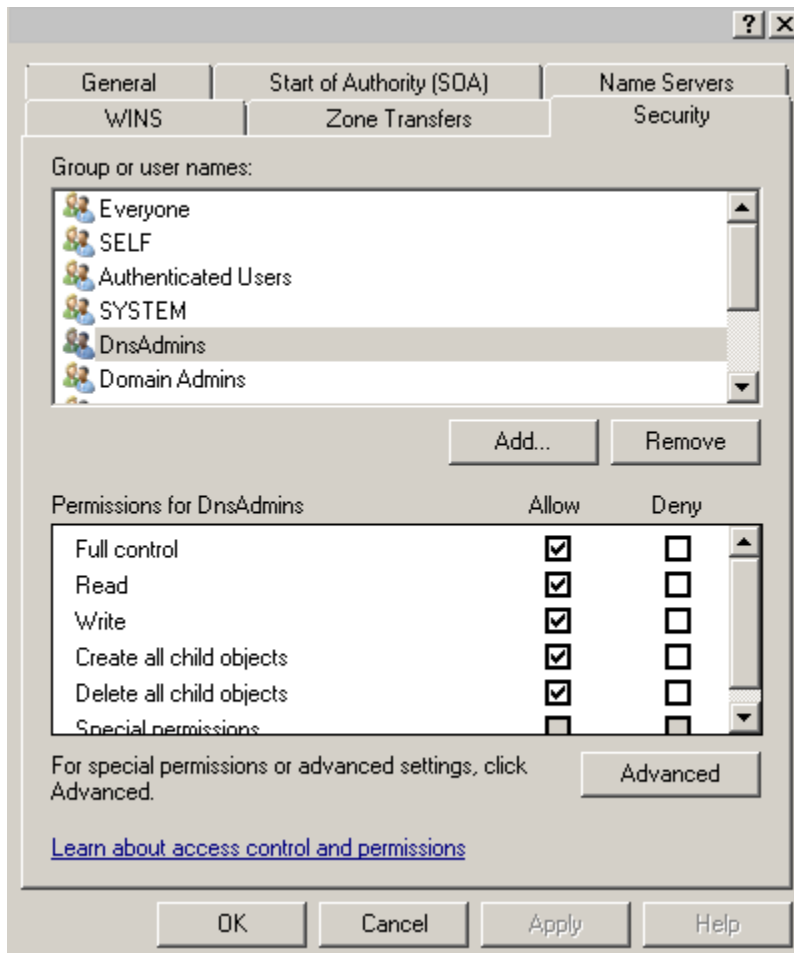 General
Start of Authority (SOA)
Name Servers
WINS
Zone Transfers
Security
Group or user names:
Everyone
SELF
Authenticated Users
SYSTEM
DnsAdmins
Domain Admins
Add...
Remove
Permissions for DnsAdmins Allow Deny
Full control
Read
Write
Create all child objects
Delete all child objects
Special permissions
For special permissions or advanced settings, click
Advanced.
Advanced
Learn about access control and permissions
OK
Cancel
Apply
Help